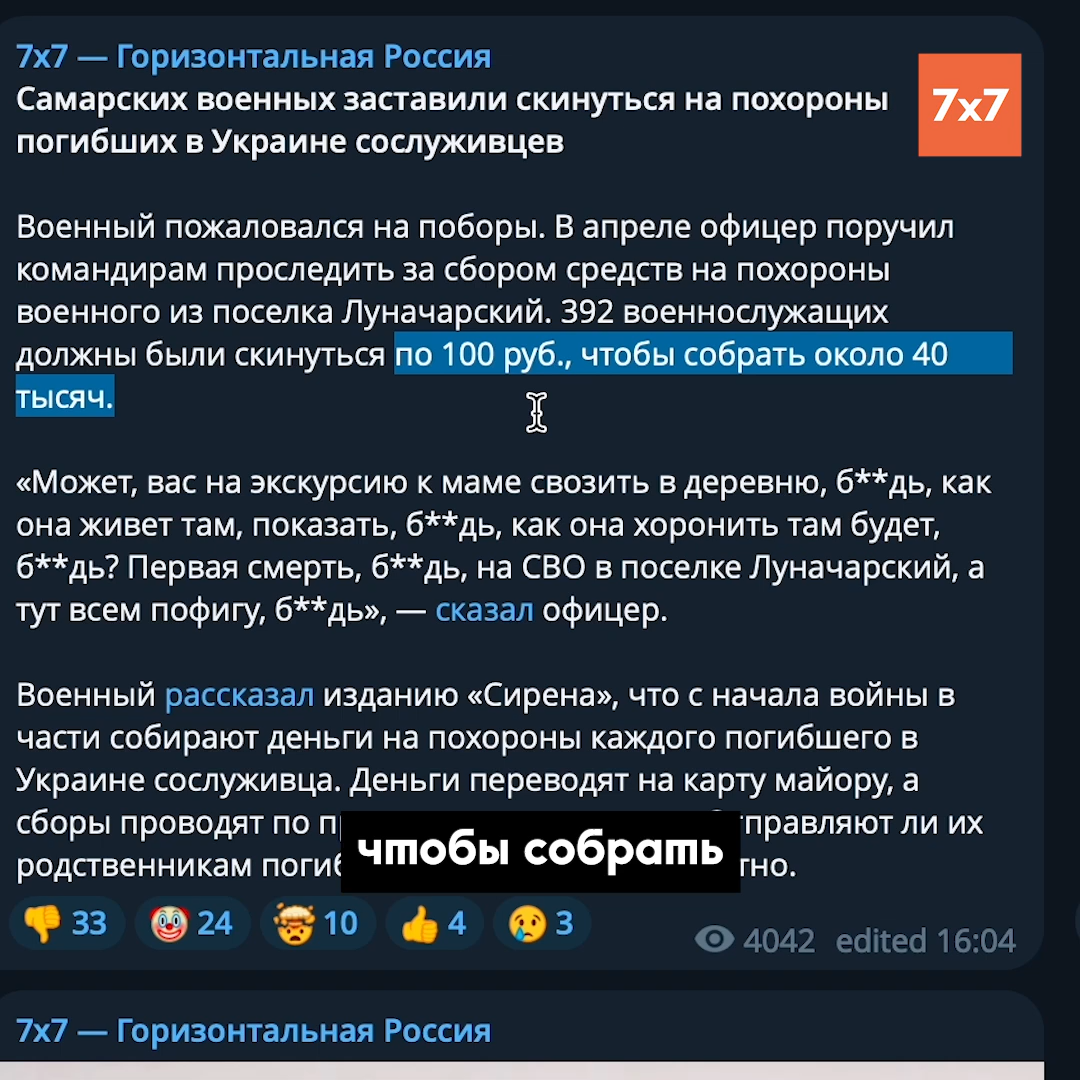 7x7 — Горизонтальная Россия
Самарских военных заставили скинуться на похороны
погибших в Украине сослуживцев
7x7
Военный пожаловался на поборы. В апреле офицер поручил
командирам проследить за сбором средств на похороны
военного из поселка Луначарский. 392 военнослужащих
должны были скинуться по 100 руб., чтобы собрать около 40
тысяч.
«Может, вас на экскурсию к маме свозить в деревню, б**дь, как
она живет там, показать, б**дь, как она хоронить там будет,
б**дь? Первая смерть, б**дь, на СВО в поселке Луначарский, а
тут всем пофигу, б**дь», — сказал офицер.
Военный рассказал изданию «Сирена», что с начала войны в
части собирают деньги на похороны каждого погибшего в
Украине сослуживца. Деньги переводят на карту майору, а
сборы проводят по ли их
родственникам
чтобы собрать
33 24 10 4 3
4042 edited 16:04
7x7 — Горизонтальная Россия